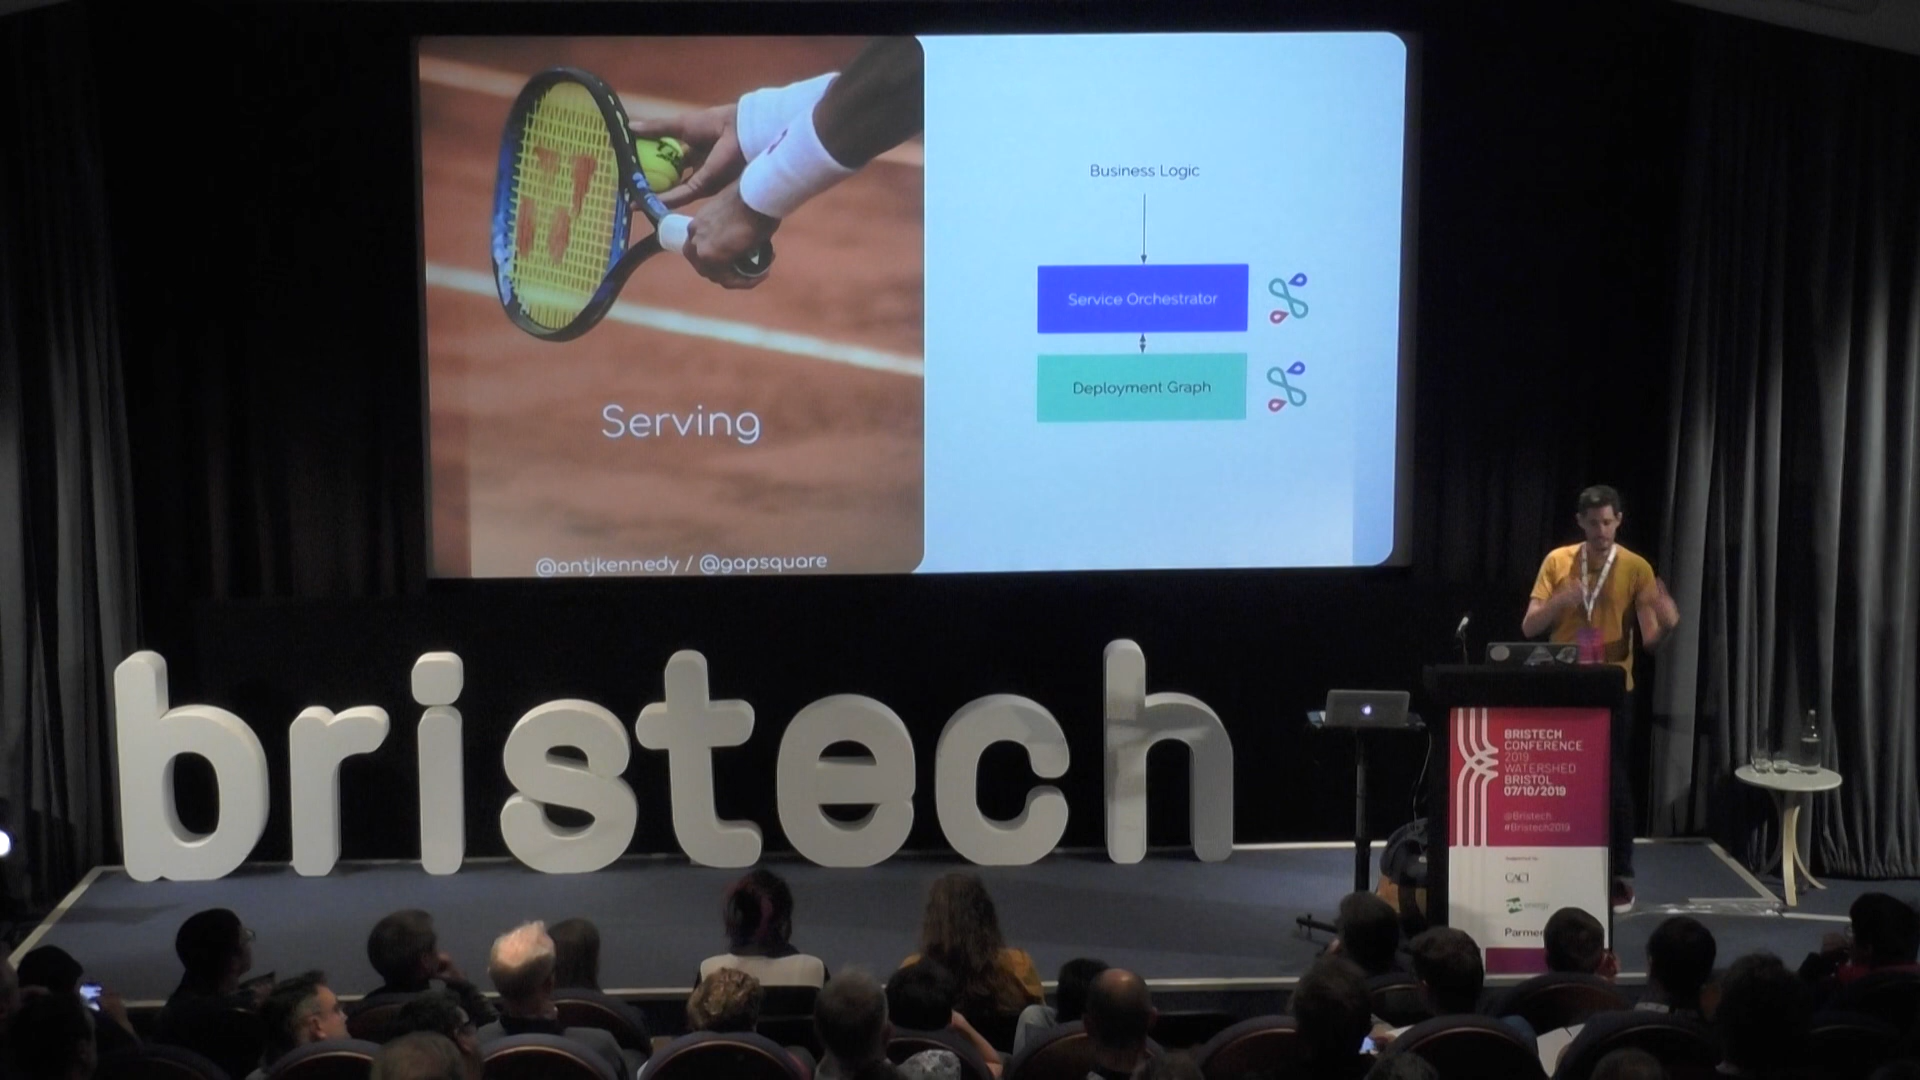 Business Logic
Service Orchestrator
Deployment Graph
Serving
@antjkennedy / @gapsquare
bristech
BRISTECH
CONFERENCE
2019
WATERSHED
BRISTOL
07/10/2019
@Bristech
#Bristech2019
CACI